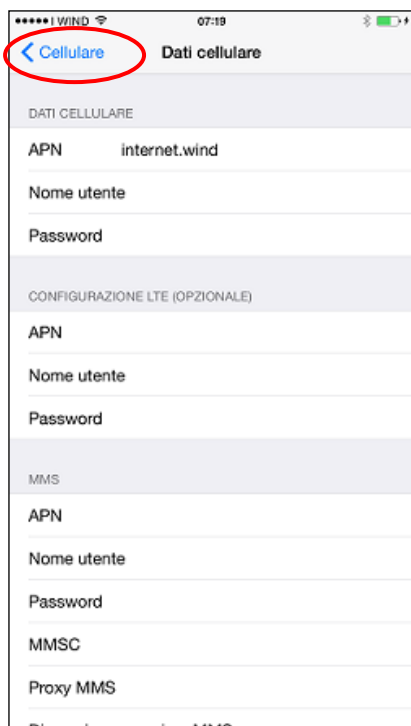 I WIND 07:19
Cellulare Dati cellulare
DATI CELLULARE
APN internet.wind
Nome utente
Password
CONFIGURAZIONE LTE (OPZIONALE)
APN
Nome utente
Password
MMS
APN
Nome utente
Password
MMSC
Proxy MMS